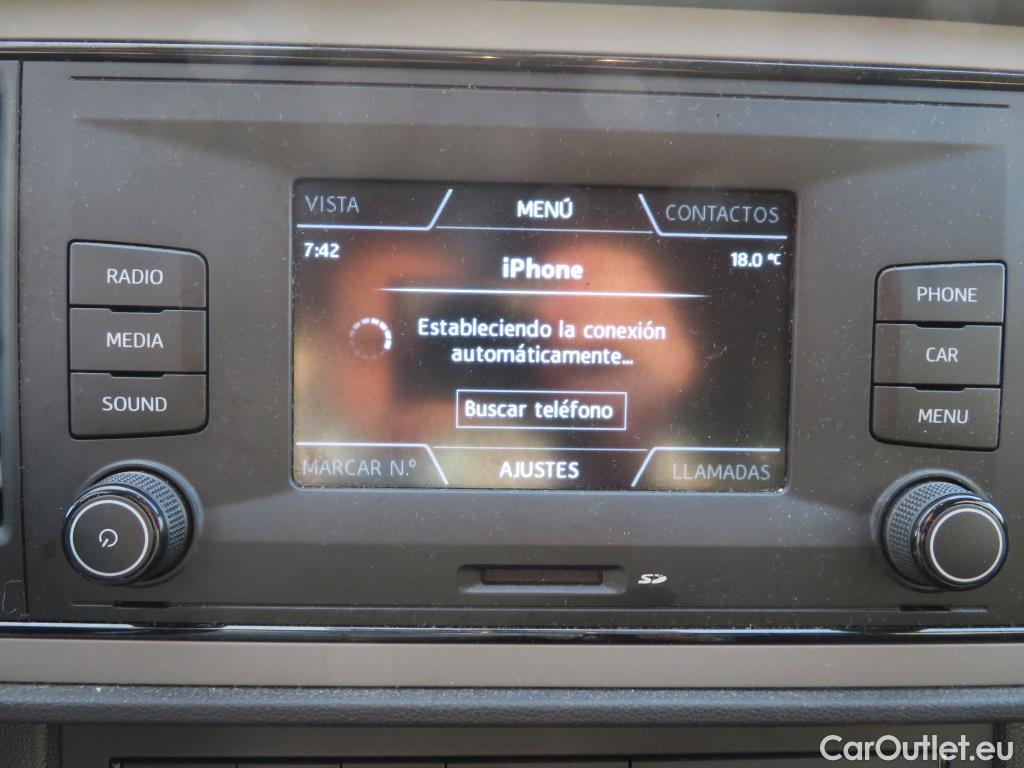 VISTA
MENÚ
CONTACTOS
7:42
18.0 °C
iPhone
RADIO
MEDIA
SOUND
Estableciendo la conexión
automáticamente...
Buscar teléfono
PHONE
CAR
MENU
MARCAR N.º
AJUSTES
LLAMADAS
SD
CarOutlet.eu